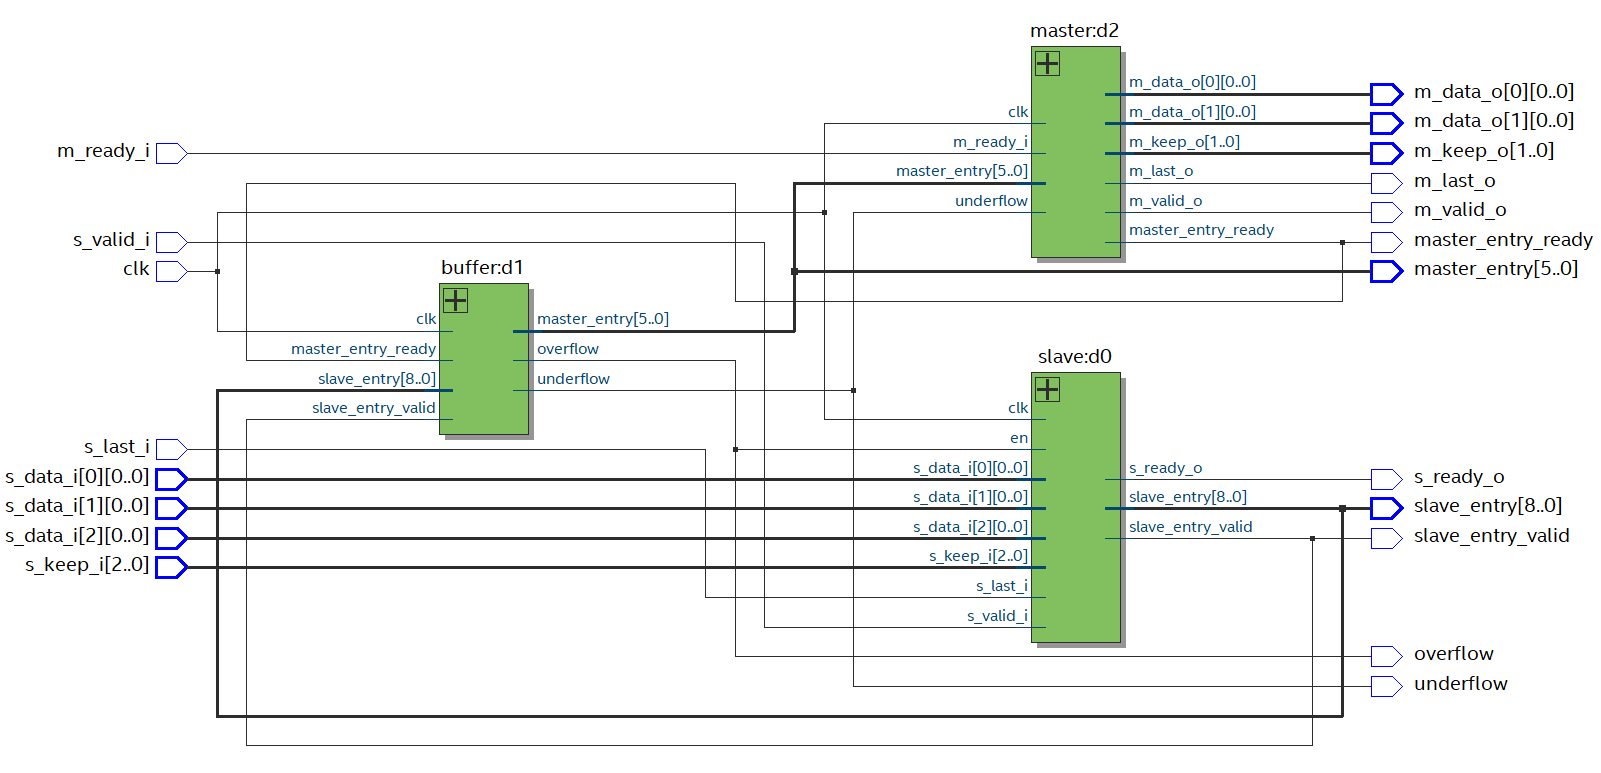 master:d2
m_data_o[0][0..0]
m_data_o[1][0..0]
m_keep_o[1..0]
m_last_o
m_valid_o
master_entry_ready
clk
m_ready_i
master_entry[5..0]
underflow
m_data_o[0][0..0]
m_data_o[1][0..0]
m_keep_o[1..0]
m_last_o
m_valid_o
master_entry_ready
master_entry[5..0]
m_ready_i
s_valid_i
clk
buffer:d1
clk
master_entry_ready
slave_entry[8..0]
slave_entry_valid
master_entry[5..0]
overflow
underflow
s_last_i
s_data_i[0][0..0]
s_data_i[1][0..0]
s_data_i[2][0..0]
s_keep_i[2..0]
slave:d0
clk
en
s_data_i[0][0..0]
s_data_i[1][0..0]
s_data_i[2][0..0]
s_keep_i[2..0]
s_last_i
s_valid_i
s_ready_o
slave_entry[8..0]
slave_entry_valid
s_ready_o
slave_entry[8..0]
slave_entry_valid
overflow
underflow